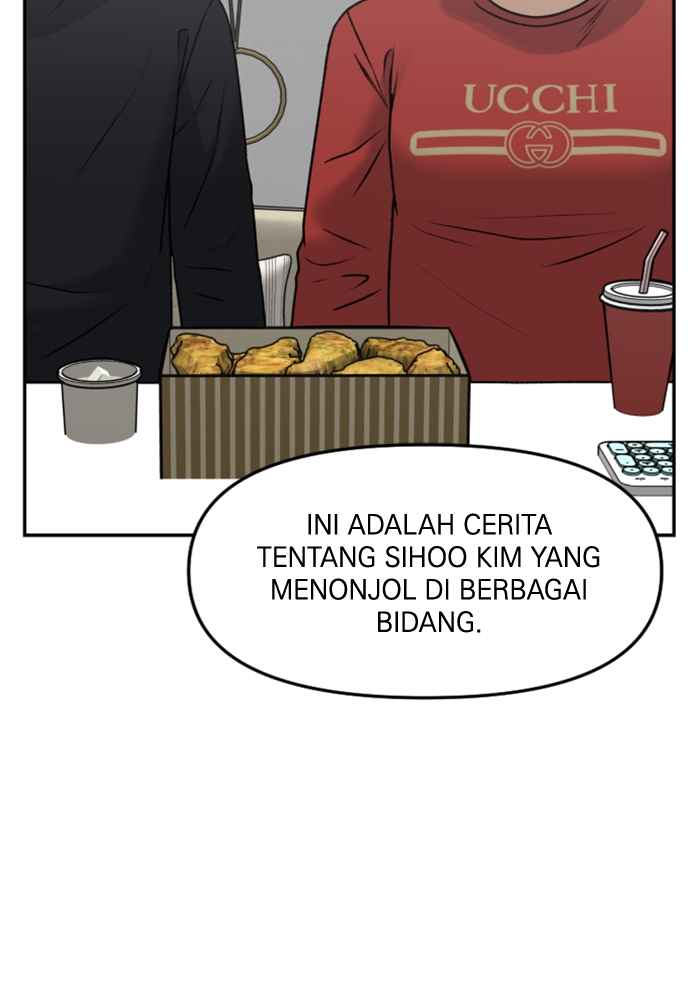 UCCHI
INI ADALAH CERITA
TENTANG SIHOO KIM YANG
MENONJOL DI BERBAGAI
BIDANG.